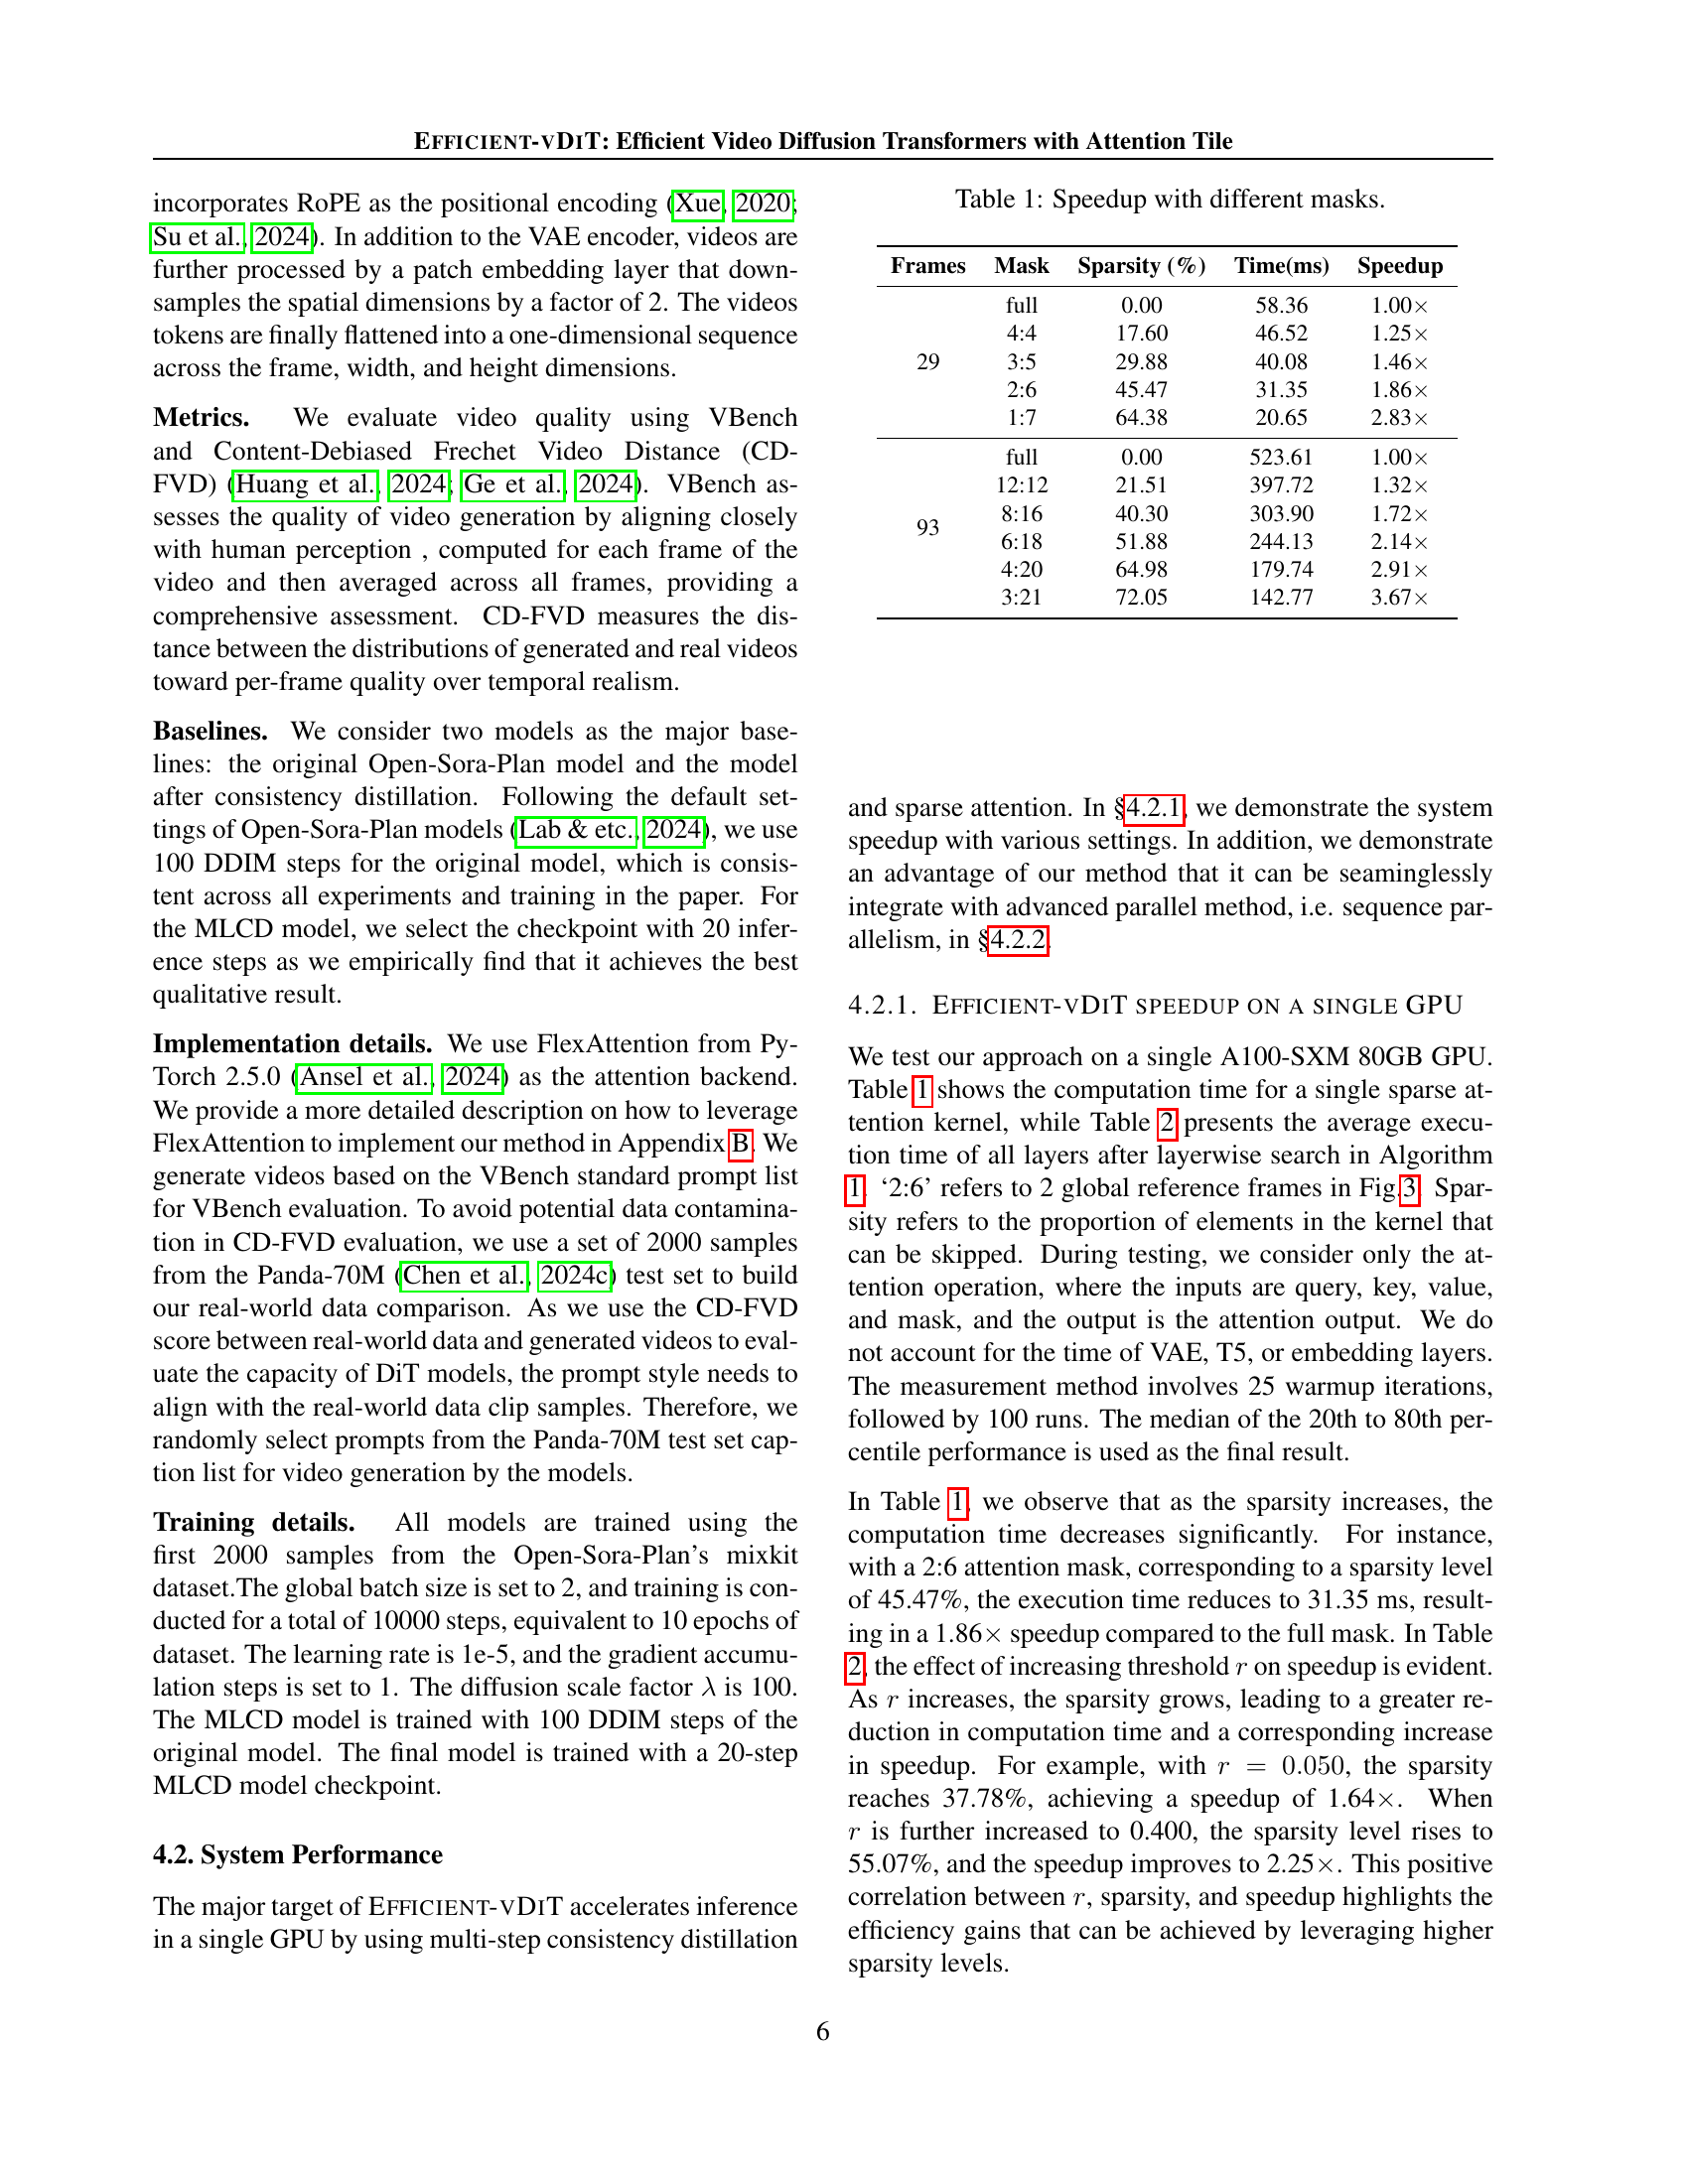 EFFICIENT-VDIT: Efficient Video Diffusion Transformers with Attention Tile
incorporates RoPE as the positional encoding (Xue, 2020;
Su et al., 2024). In addition to the VAE encoder, videos are
further processed by a patch embedding layer that down-
samples the spatial dimensions by a factor of 2. The videos
tokens are finally flattened into a one-dimensional sequence
across the frame, width, and height dimensions.
Metrics. We evaluate video quality using VBench
and Content-Debiased Frechet Video Distance (CD-
FVD) (Huang et al., 2024; Ge et al., 2024). VBench as-
sesses the quality of video generation by aligning closely
with human perception , computed for each frame of the
video and then averaged across all frames, providing a
comprehensive assessment. CD-FVD measures the dis-
tance between the distributions of generated and real videos
toward per-frame quality over temporal realism.
Baselines. We consider two models as the major base-
lines: the original Open-Sora-Plan model and the model
after consistency distillation. Following the default set-
tings of Open-Sora-Plan models (Lab & etc., 2024), we use
100 DDIM steps for the original model, which is consis-
tent across all experiments and training in the paper. For
the MLCD model, we select the checkpoint with 20 infer-
ence steps as we empirically find that it achieves the best
qualitative result.
Implementation details. We use FlexAttention from Py-
Torch 2.5.0 (Ansel et al., 2024) as the attention backend.
We provide a more detailed description on how to leverage
FlexAttention to implement our method in Appendix B. We
generate videos based on the VBench standard prompt list
for VBench evaluation. To avoid potential data contamina-
tion in CD-FVD evaluation, we use a set of 2000 samples
from the Panda-70M (Chen et al., 2024c) test set to build
our real-world data comparison. As we use the CD-FVD
score between real-world data and generated videos to eval-
uate the capacity of DiT models, the prompt style needs to
align with the real-world data clip samples. Therefore, we
randomly select prompts from the Panda-70M test set cap-
tion list for video generation by the models.
Training details. All models are trained using the
first 2000 samples from the Open-Sora-Plan's mixkit
dataset.The global batch size is set to 2, and training is con-
ducted for a total of 10000 steps, equivalent to 10 epochs of
dataset. The learning rate is 1e-5, and the gradient accumu-
lation steps is set to 1. The diffusion scale factor λ is 100.
The MLCD model is trained with 100 DDIM steps of the
original model. The final model is trained with a 20-step
MLCD model checkpoint.
4.2. System Performance
The major target of EFFICIENT-VDIT accelerates inference
in a single GPU by using multi-step consistency distillation
Table 1: Speedup with different masks.
Frames Mask Sparsity (%) Time(ms) Speedup
29
full 0.00 58.36 1.00×
4:4 17.60 46.52 1.25×
3:5 29.88 40.08 1.46×
2:6 45.47 31.35 1.86×
1:7 64.38 20.65 2.83×
93
full 0.00 523.61 1.00×
12:12 21.51 397.72 1.32×
8:16 40.30 303.90 1.72×
6:18 51.88 244.13 2.14×
4:20 64.98 179.74 2.91×
3:21 72.05 142.77 3.67×
and sparse attention. In §4.2.1, we demonstrate the system
speedup with various settings. In addition, we demonstrate
an advantage of our method that it can be seaminglessly
integrate with advanced parallel method, i.e. sequence par-
allelism, in §4.2.2.
4.2.1. EFFICIENT-VDIT SPEEDUP ON A SINGLE GPU
We test our approach on a single A100-SXM 80GB GPU.
Table 1 shows the computation time for a single sparse at-
tention kernel, while Table 2 presents the average execu-
tion time of all layers after layerwise search in Algorithm
1. ‘2:6’ refers to 2 global reference frames in Fig.3. Spar-
sity refers to the proportion of elements in the kernel that
can be skipped. During testing, we consider only the at-
tention operation, where the inputs are query, key, value,
and mask, and the output is the attention output. We do
not account for the time of VAE, T5, or embedding layers.
The measurement method involves 25 warmup iterations,
followed by 100 runs. The median of the 20th to 80th per-
centile performance is used as the final result.
In Table 1, we observe that as the sparsity increases, the
computation time decreases significantly. For instance,
with a 2:6 attention mask, corresponding to a sparsity level
of 45.47%, the execution time reduces to 31.35 ms, result-
ing in a 1.86× speedup compared to the full mask. In Table
2, the effect of increasing threshold r on speedup is evident.
As r increases, the sparsity grows, leading to a greater re-
duction in computation time and a corresponding increase
in speedup. For example, with r = 0.050, the sparsity
reaches 37.78%, achieving a speedup of 1.64×. When
r is further increased to 0.400, the sparsity level rises to
55.07%, and the speedup improves to 2.25×. This positive
correlation between r, sparsity, and speedup highlights the
efficiency gains that can be achieved by leveraging higher
sparsity levels.
6